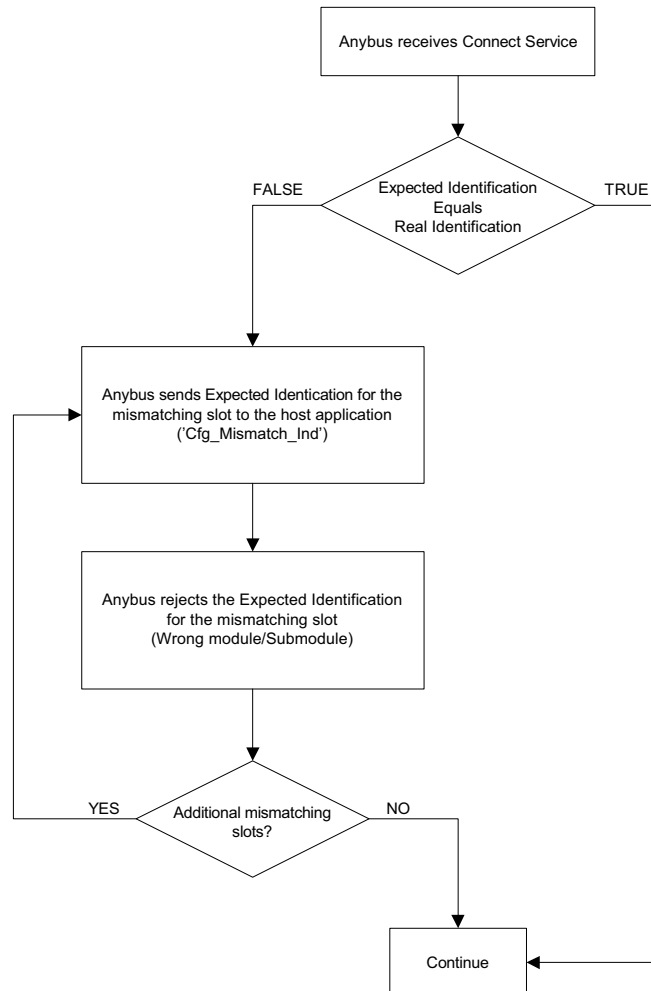 Anybus receives Connect Service
FALSE
Expected Identification
Equals
Real Identification
TRUE
Anybus sends Expected Identication for the
mismatching slot to the host application
('Cfg_Mismatch_Ind')
Anybus rejects the Expected Identification
for the mismatching slot
(Wrong module/Submodule)
YES
Additional mismatching
slots?
NO
Continue